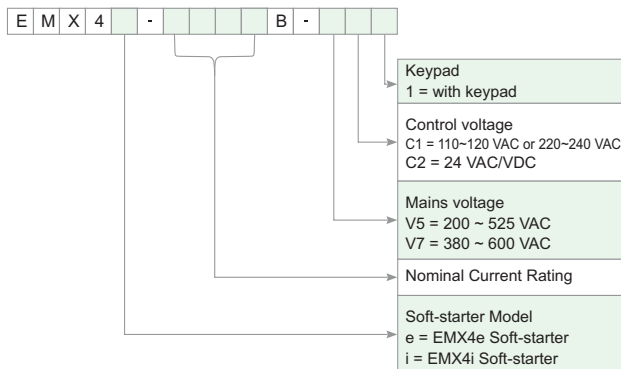 EMX4 - B -
Keypad
1 = with keypad
Control voltage
C1 = 110~120 VAC or 220~240 VAC
C2 = 24 VAC/VDC
Mains voltage
V5 = 200 ~ 525 VAC
V7 = 380 ~ 600 VAC
Nominal Current Rating
Soft-starter Model
e = EMX4e Soft-starter
i = EMX4i Soft-starter